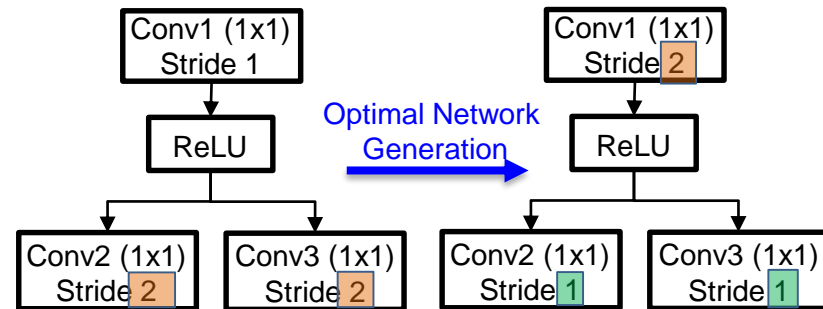 Conv1 (1x1)
Stride 1
ReLU
Conv2 (1x1)
Stride 2
Conv3 (1x1)
Stride 2
Optimal Network
Generation
Conv1 (1x1)
Stride 2
ReLU
Conv2 (1x1)
Stride 1
Conv3 (1x1)
Stride 1